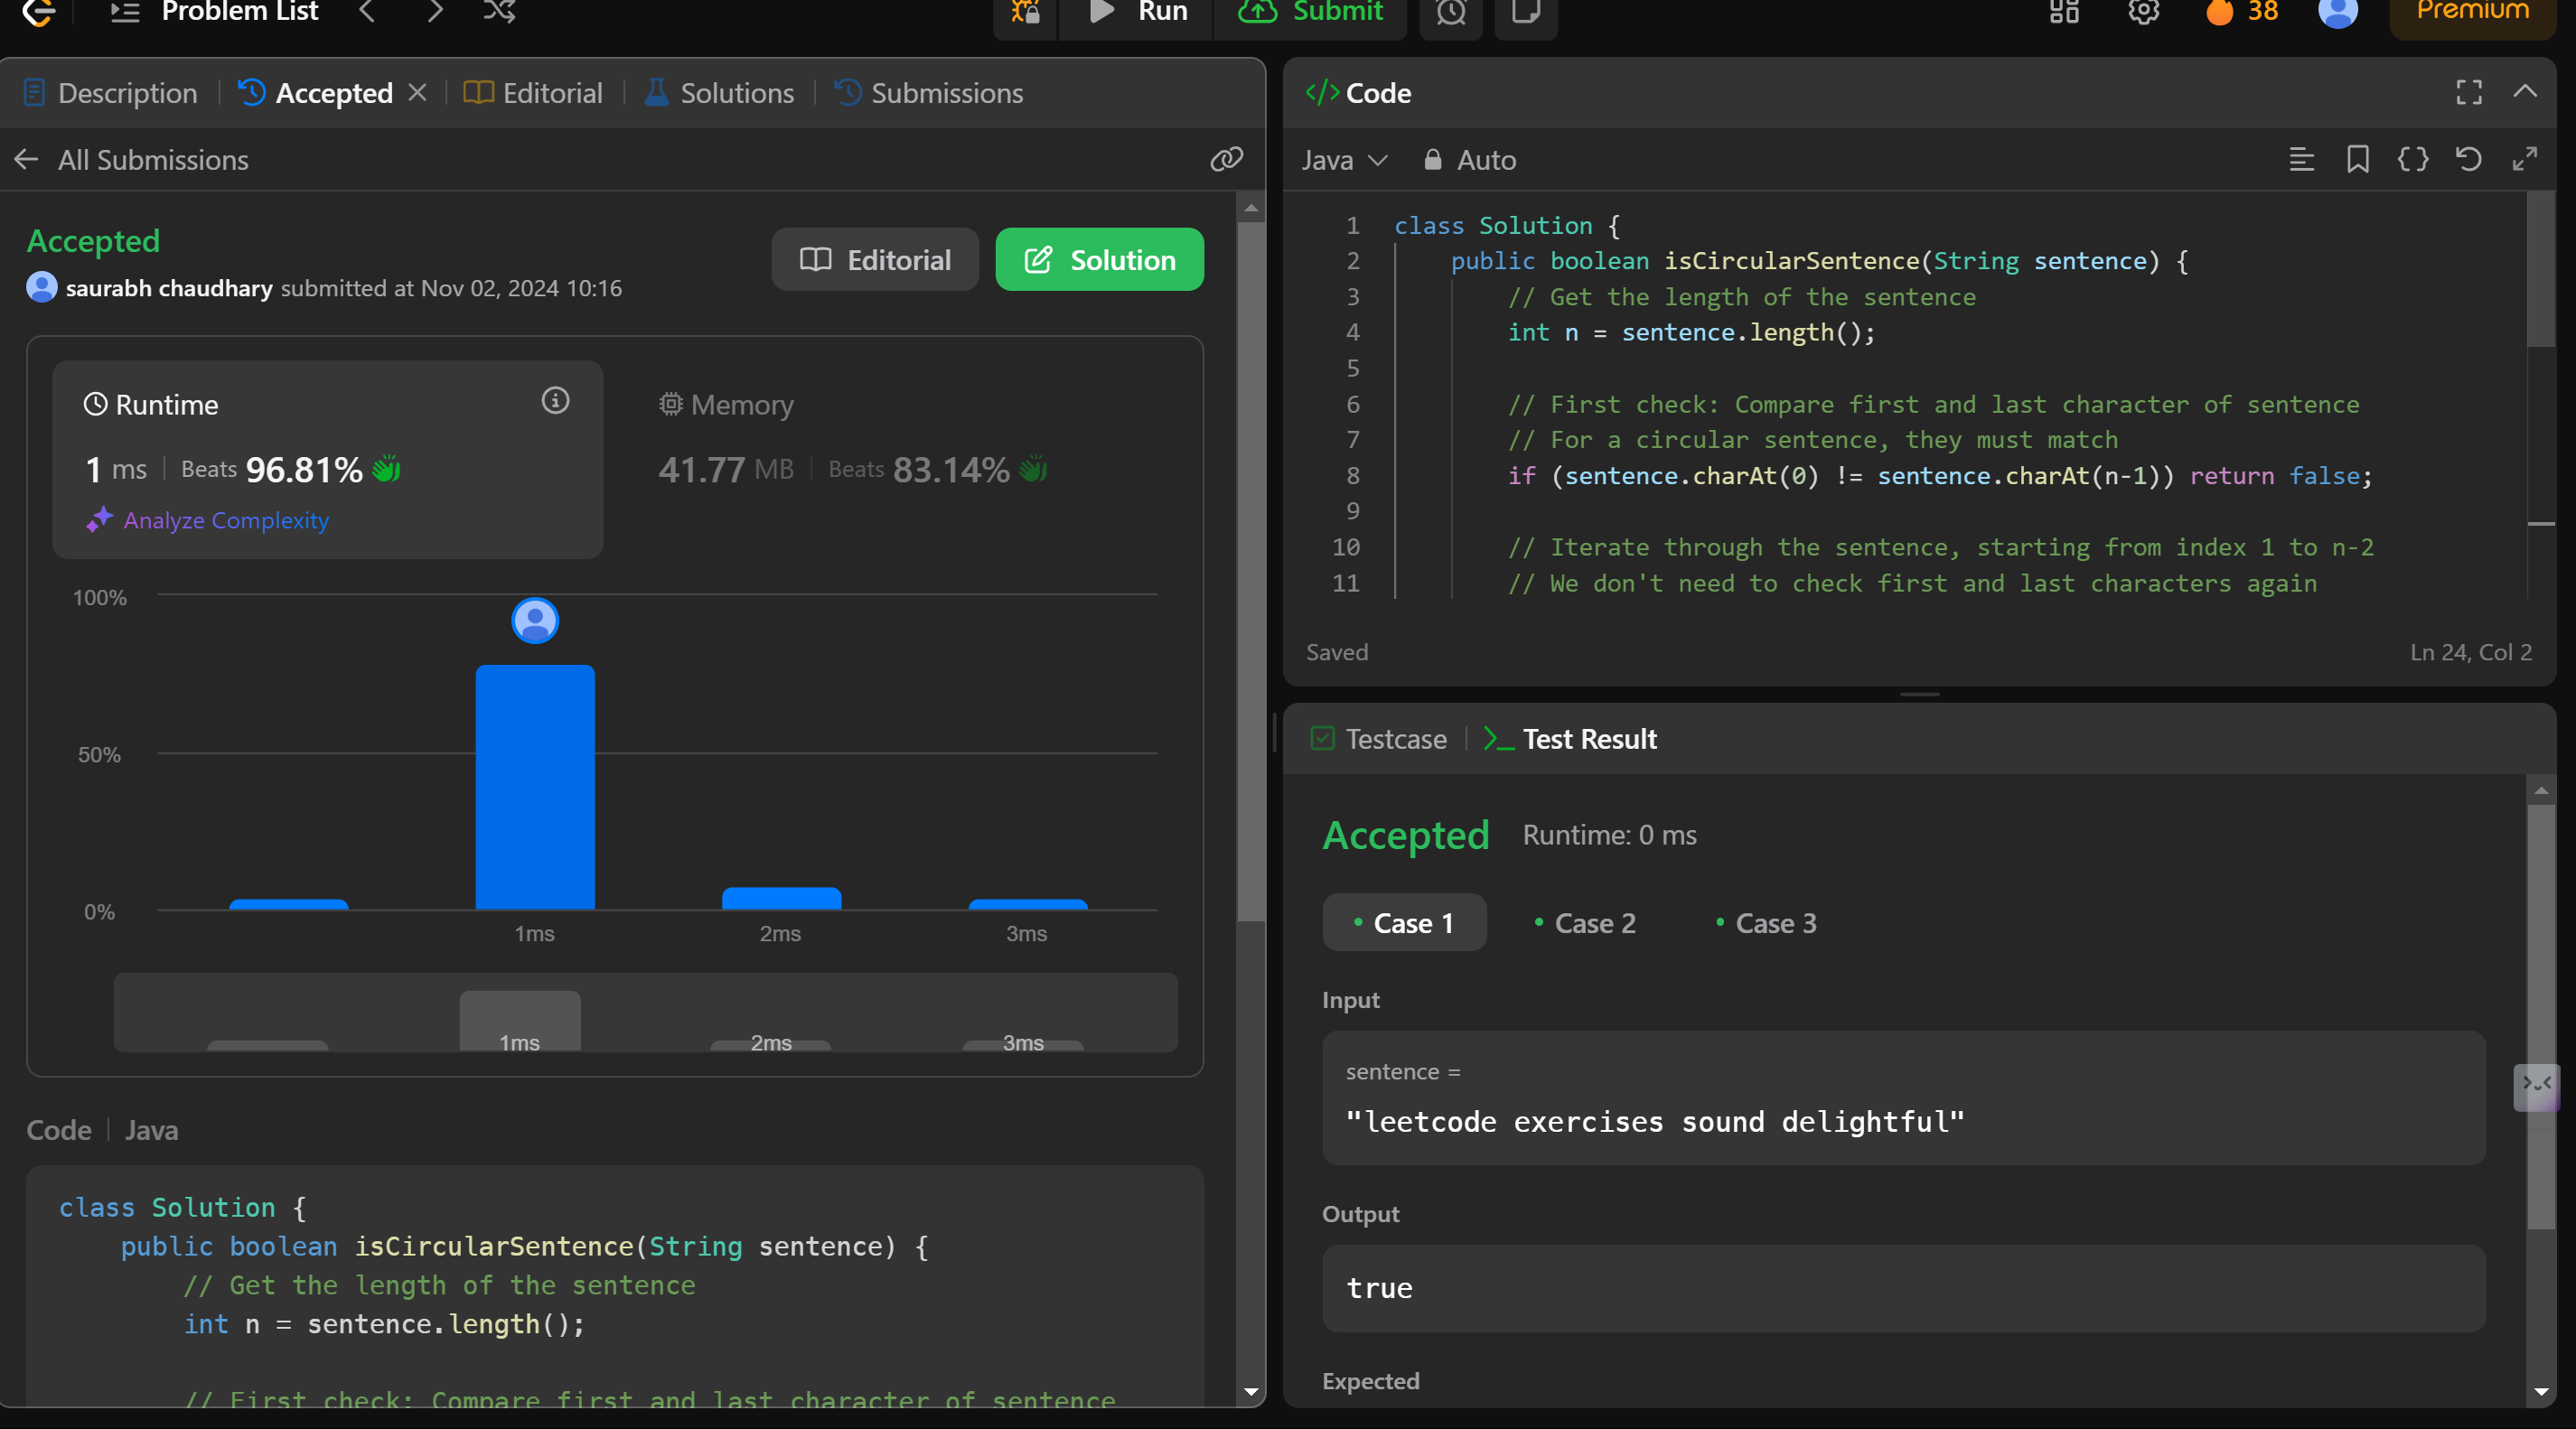 Problem List
Run
Submit
38
Premium
Description
Accepted
Editorial
Solutions
Submissions
All Submissions
Accepted
saurabh chaudhary submitted at Nov 02, 2024 10:16
Editorial
Solution
Runtime
1 ms
Beats 96.81%
Analyze Complexity
Memory
41.77 MB
Beats 83.14%
100%
50%
0%
1ms
2ms
3ms
1ms
2ms
3ms
Code
Java
class Solution {
    public boolean isCircularSentence(String sentence) {
        // Get the length of the sentence
        int n = sentence.length();
        // First check: Compare first and last character of sentence
Code
Java
Auto
1 class Solution {
2     public boolean isCircularSentence(String sentence) {
3         // Get the length of the sentence
4         int n = sentence.length();
5
6         // First check: Compare first and last character of sentence
7         // For a circular sentence, they must match
8         if (sentence.charAt(0) != sentence.charAt(n-1)) return false;
9
10         // Iterate through the sentence, starting from index 1 to n-2
11         // We don't need to check first and last characters again
Saved
Ln 24, Col 2
Testcase
Test Result
Accepted
Runtime: 0 ms
Case 1
Case 2
Case 3
Input
sentence =
"leetcode exercises sound delightful"
Output
true
Expected